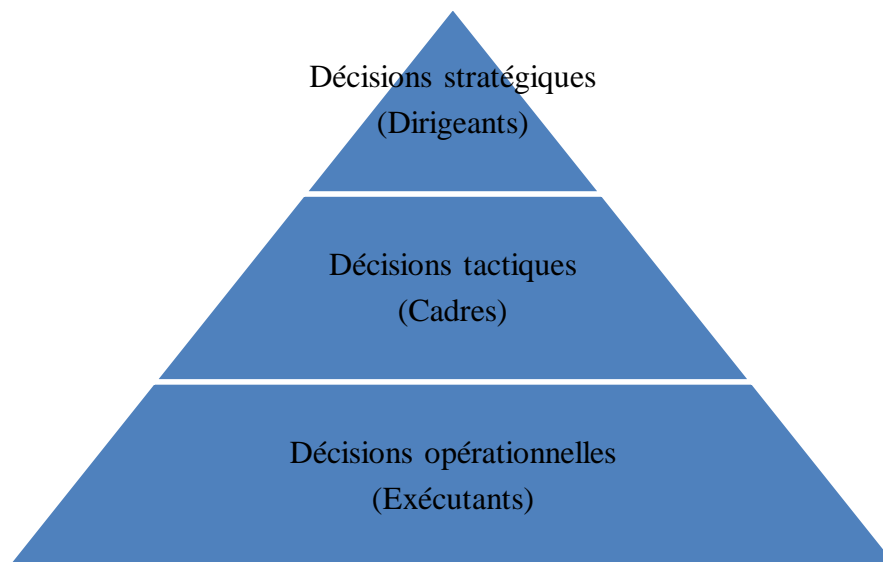 Décisions stratégiques
(Dirigeants)
Décisions tactiques
(Cadres)
Décisions opérationnelles
(Exécutants)